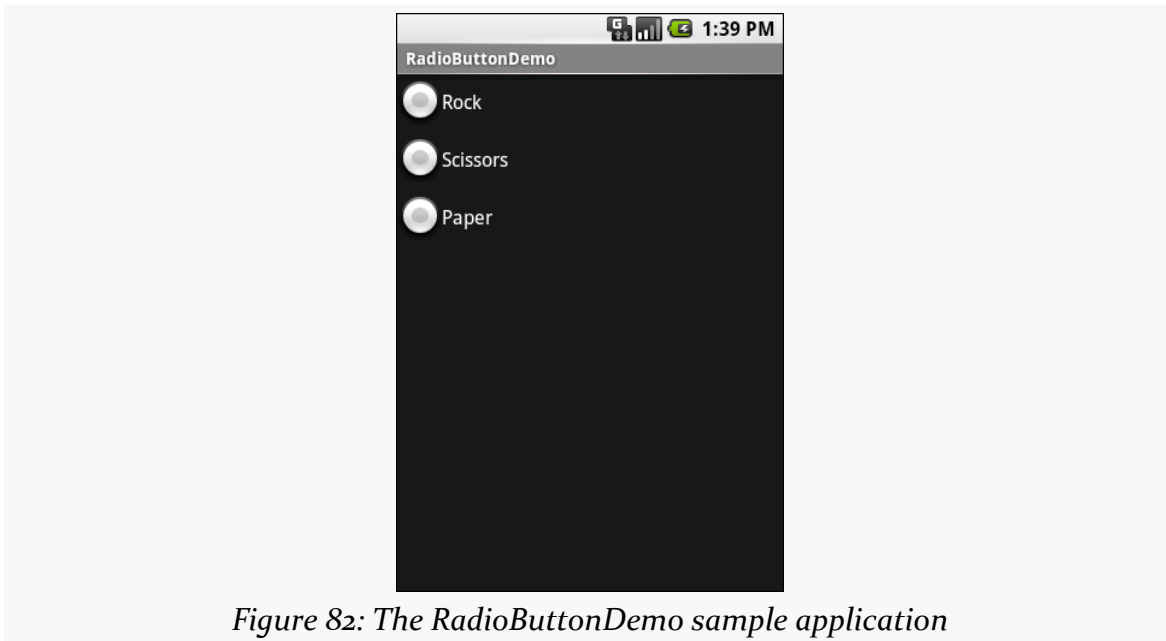 G
1:39 PM
RadioButtonDemo
Rock
Scissors
Paper
Figure 82: The RadioButtonDemo sample application